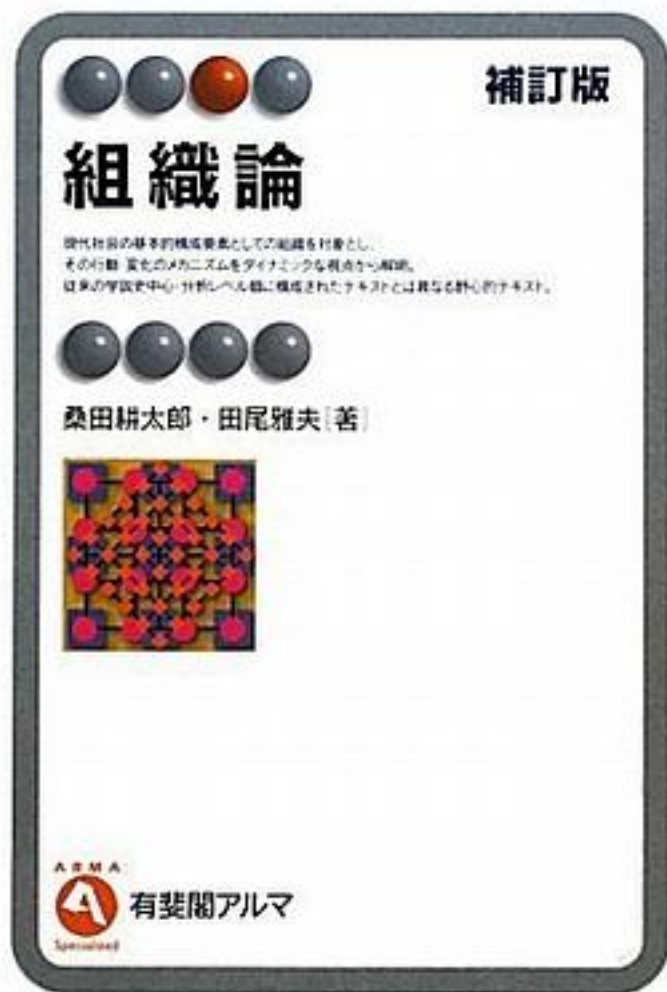 補訂版
組織論
現代社会の基本的構成要素としての組織を対象とし、
その行動・変化のメカニズムをダイナミックな視点から解明。
従来の学説史中心・分析レベル別に構成されたテキストとは異なる野心的テキスト。
桑田耕太郎・田尾雅夫[著]
ARMA
有斐閣アルマ
Specialized